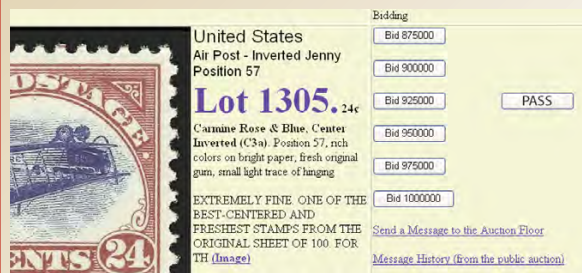 POSTAGE
CENTS 24
United States
Air Post - Inverted Jenny
Position 57
Lot 1305. 24c
Carmine Rose & Blue, Center
Inverted (C3a). Position 57, rich
colors on bright paper, fresh original
gum, small light trace of hinging
EXTREMELY FINE. ONE OF THE
BEST-CENTERED AND
FRESHEST STAMPS FROM THE
ORIGINAL SHEET OF 100. FOR
TH (Image)
Bidding
Bid 875000
Bid 900000
Bid 925000
PASS
Bid 950000
Bid 975000
Bid 1000000
Send a Message to the Auction Floor
Message History (from the public auction)